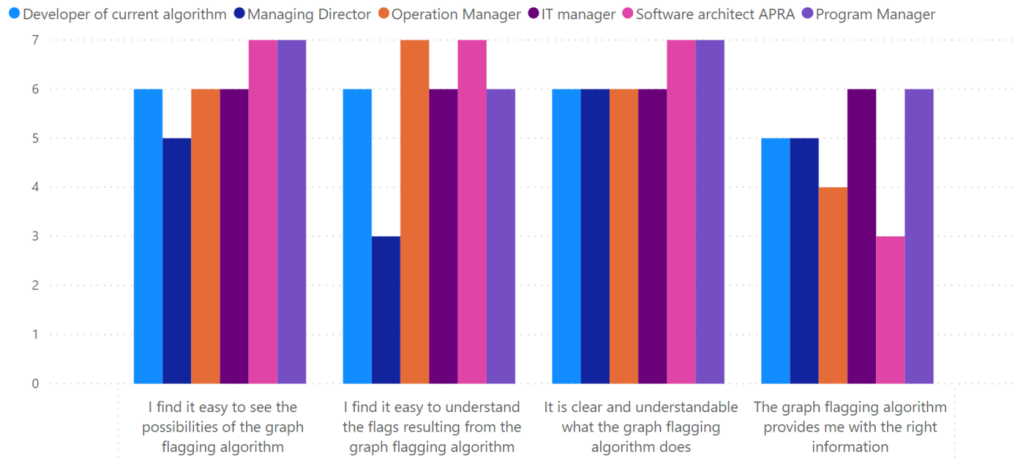 Developer of current algorithm Managing Director Operation Manager IT manager Software architect APRA Program Manager
7
6
5
4
3
2
1
0
I find it easy to see the
possibilities of the graph
flagging algorithm
I find it easy to understand
the flags resulting from the
graph flagging algorithm
It is clear and understandable
what the graph flagging
algorithm does
The graph flagging algorithm
provides me with the right
information